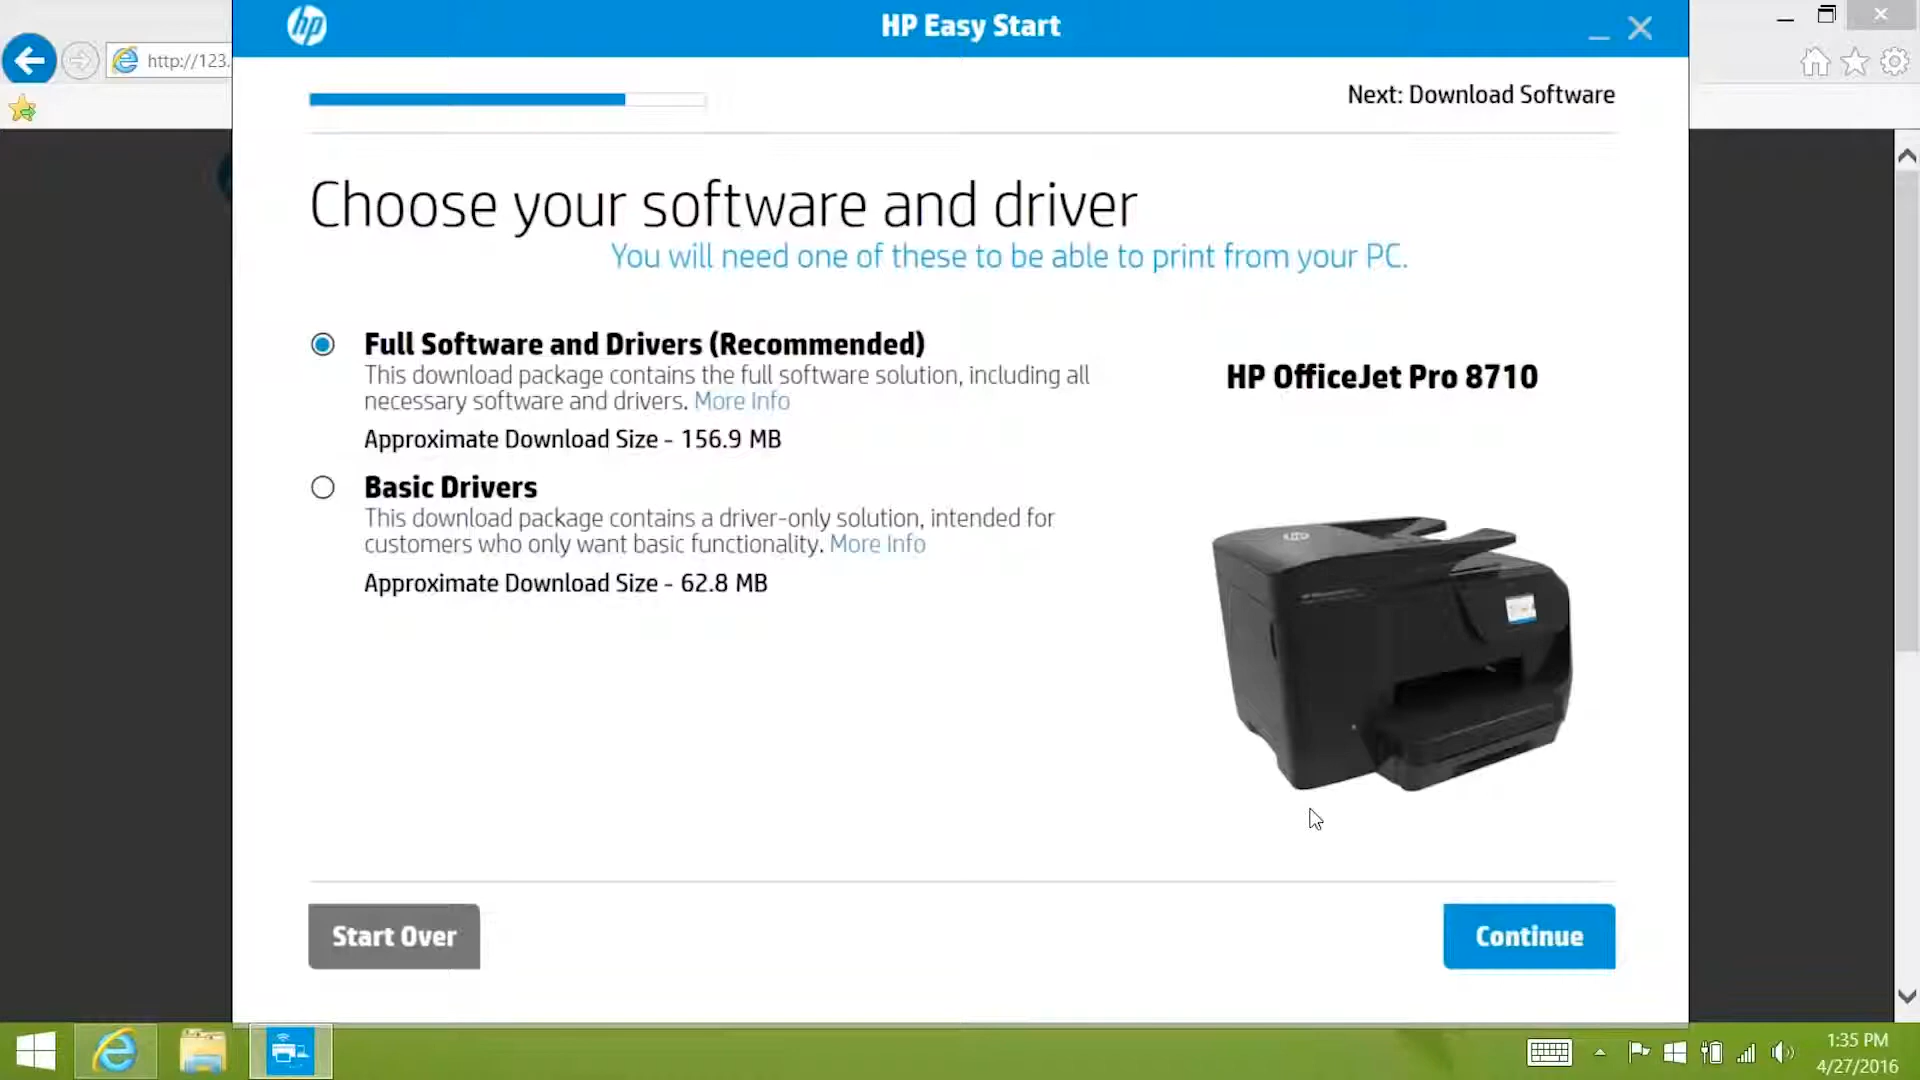 hp
HP Easy Start
http://123.
Next: Download Software
Choose your software and driver
You will need one of these to be able to print from your PC.
Full Software and Drivers (Recommended)
This download package contains the full software solution, including all
necessary software and drivers. More Info
Approximate Download Size - 156.9 MB
HP OfficeJet Pro 8710
Basic Drivers
This download package contains a driver-only solution, intended for
customers who only want basic functionality. More Info
Approximate Download Size - 62.8 MB
Start Over
Continue
1:35 PM
4/27/2016